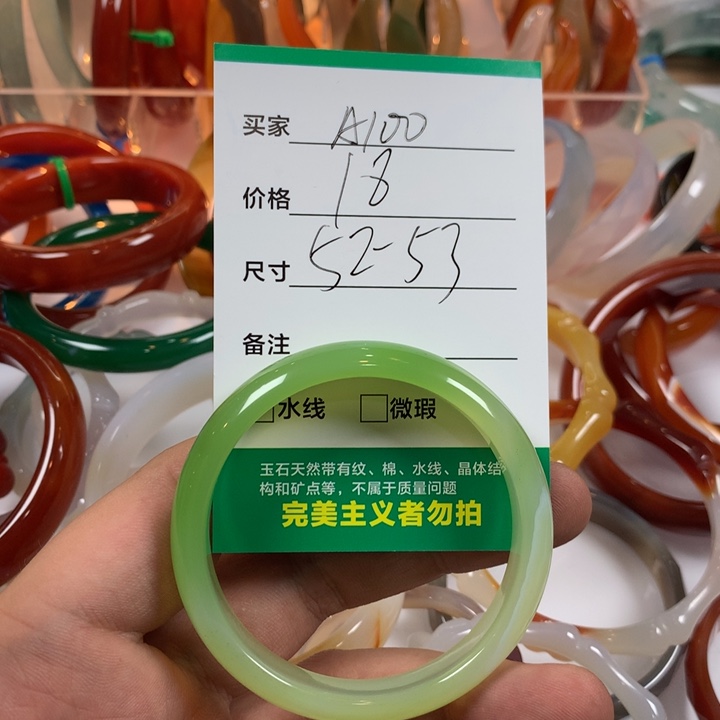 买家 A100
价格 18
尺寸 52-53
备注
水线 微瑕
玉石天然带有纹、棉、水线、晶体结
构和矿点等，不属于质量问题
完美主义者勿拍